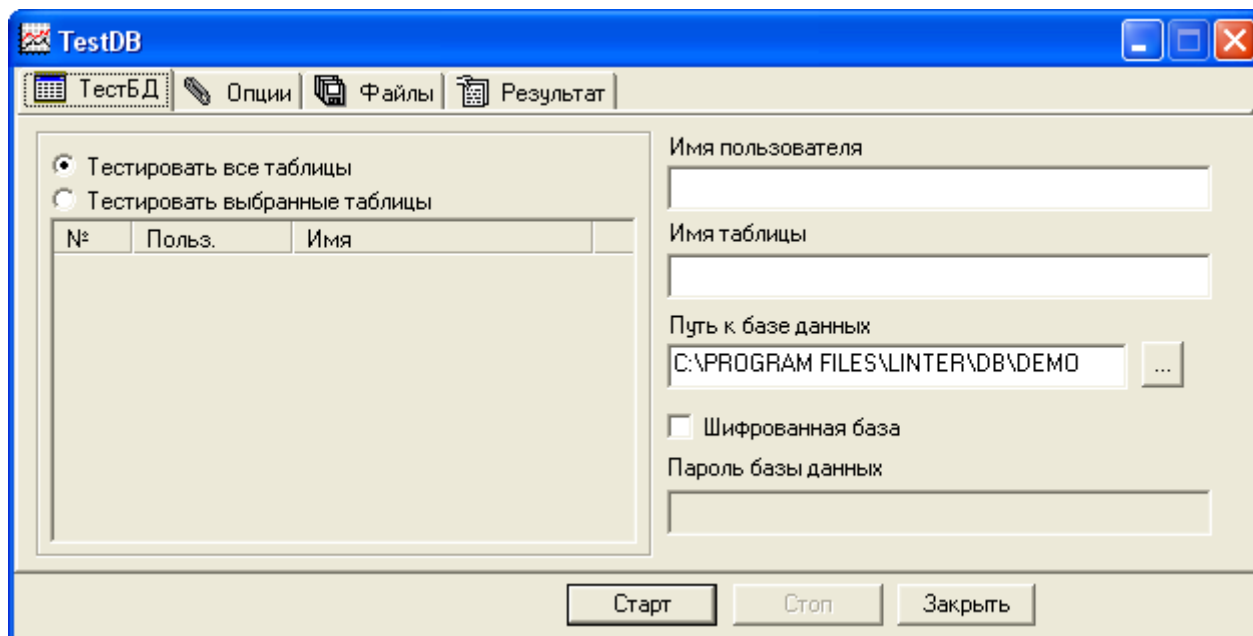 TestDB
ТестБД Опции Файлы Результат
Тестировать все таблицы
Тестировать выбранные таблицы
№ Польз. Имя
Имя пользователя
Имя таблицы
Путь к базе данных
C:\PROGRAM FILES\LINTER\DB\DEMO ...
Шифрованная база
Пароль базы данных
Старт Стоп Закрыть